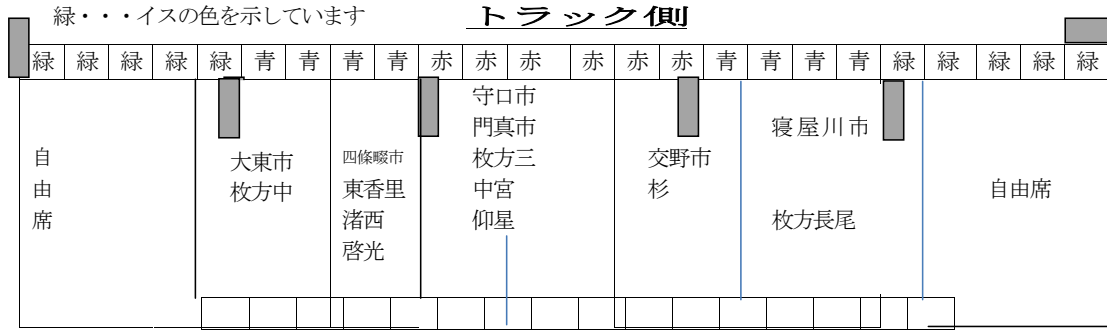 緑・・・イスの色を示しています
トラック側
緑 緑 緑 緑 緑 青 青 青 青 赤 赤 赤 赤 赤 赤 青 青 青 青 緑 緑 緑 緑 緑
自由席
大東市
枚方中
四條畷市
東香里
渚西
啓光
守口市
門真市
枚方三
中宮
仰星
交野市
杉
寝屋川市
枚方長尾
自由席